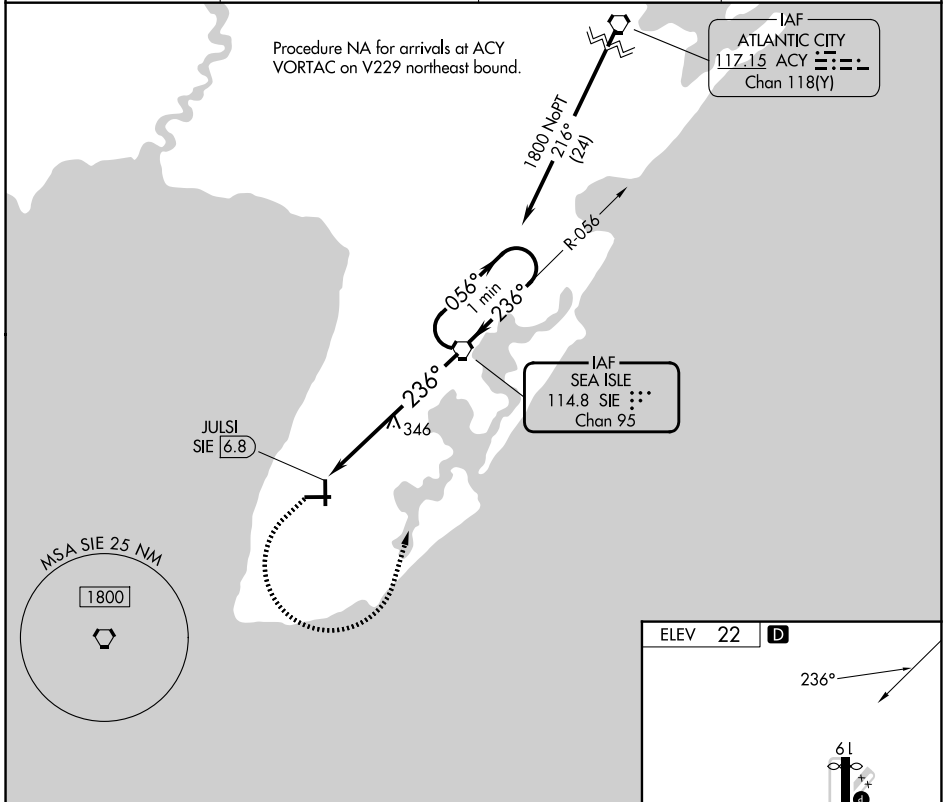 Procedure NA for arrivals at ACY
VORTAC on V229 northeast bound.
IAF
ATLANTIC CITY
117.15 ACY
Chan 118(Y)
1800 NoPT
216°
(24)
R-056
056°
1 min
236°
IAF
SEA ISLE
114.8 SIE
Chan 95
236°
346
JULSI
SIE 6.8
MSA SIE 25 NM
1800
ELEV 22 D
236°
19
P